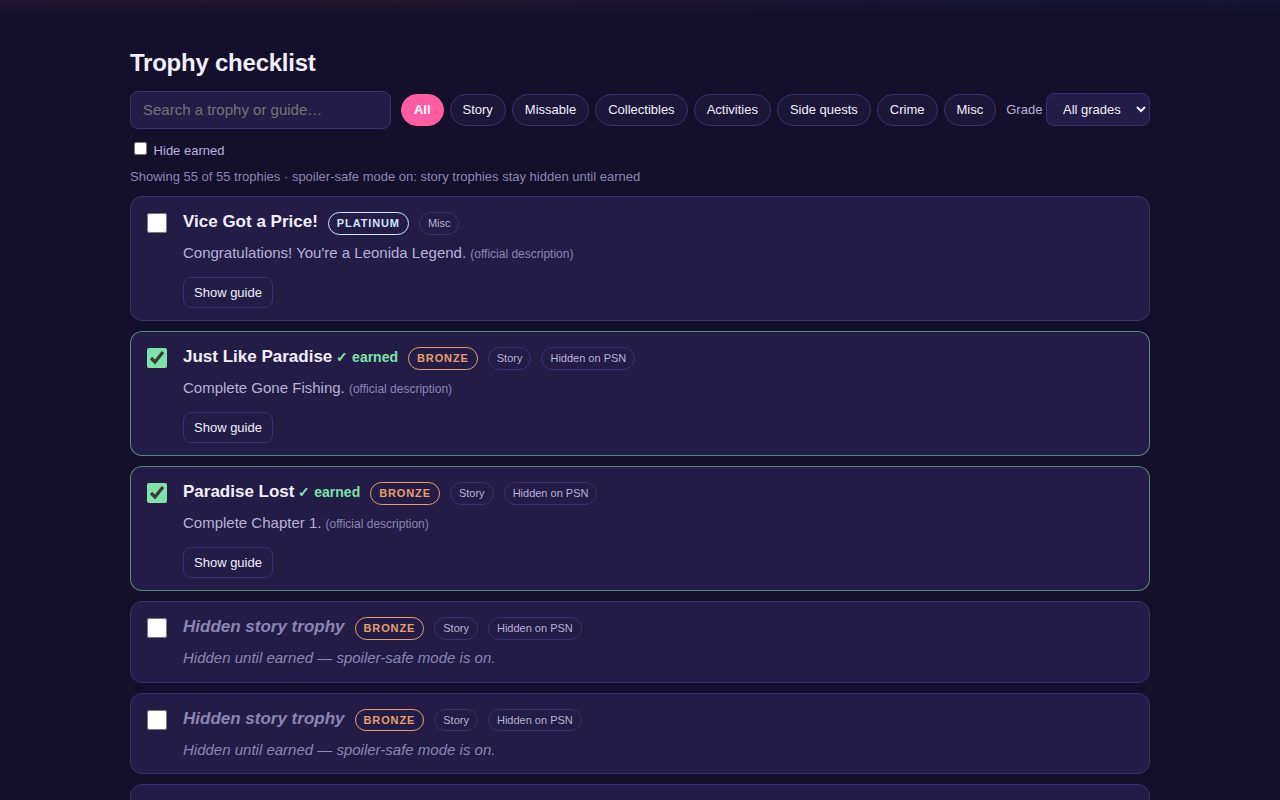 Trophy checklist
Search a trophy or guide…
All
Story
Missable
Collectibles
Activities
Side quests
Crime
Misc
Grade
All grades
Hide earned
Showing 55 of 55 trophies · spoiler-safe mode on: story trophies stay hidden until earned
Vice Got a Price! PLATINUM Misc
Congratulations! You're a Leonida Legend. (official description)
Show guide
Just Like Paradise ✓ earned BRONZE Story Hidden on PSN
Complete Gone Fishing. (official description)
Show guide
Paradise Lost ✓ earned BRONZE Story Hidden on PSN
Complete Chapter 1. (official description)
Show guide
Hidden story trophy BRONZE Story Hidden on PSN
Hidden until earned — spoiler-safe mode is on.
Hidden story trophy BRONZE Story Hidden on PSN
Hidden until earned — spoiler-safe mode is on.